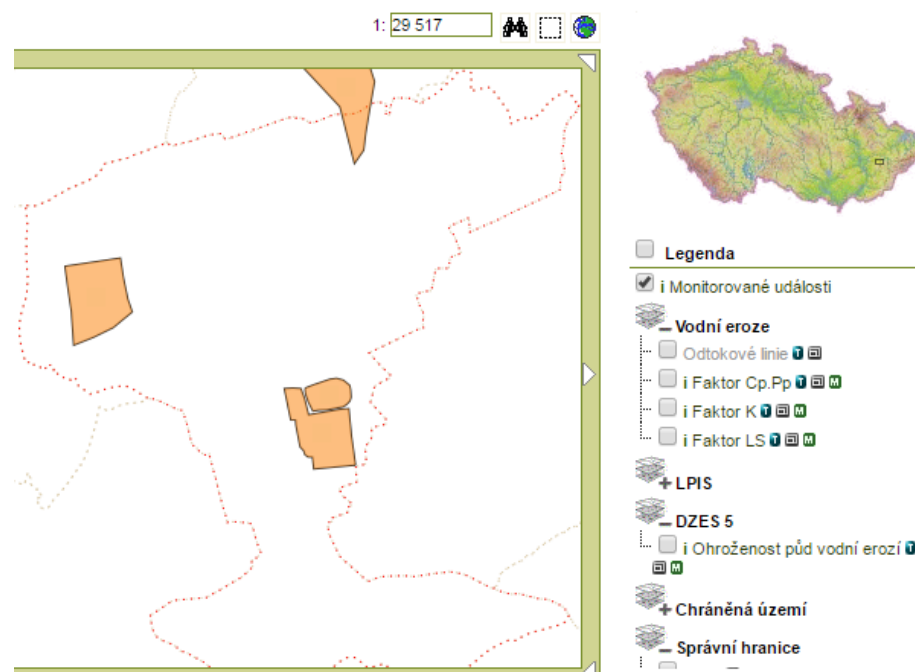 1: 29 517
Legenda
i Monitorované události
Vodní eroze
Odtokové linie T
i Faktor Cp.Pp T M
i Faktor K T M
i Faktor LS T M
LPIS
DZES 5
i Ohroženost půd vodní erozí T
M
Chráněná území
Správní hranice